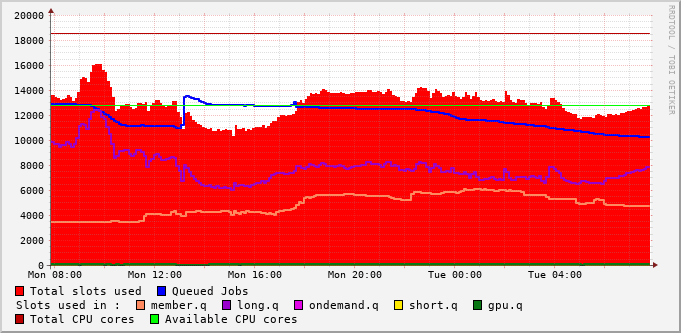 20000
18000
16000
14000
12000
10000
8000
6000
4000
2000
0
Mon 08:00 Mon 12:00 Mon 16:00 Mon 20:00 Tue 00:00 Tue 04:00
RRDTOOL / TOBI OETIKER
Total slots used Queued Jobs
Slots used in : member.q long.q ondemand.q short.q gpu.q
Total CPU cores Available CPU cores